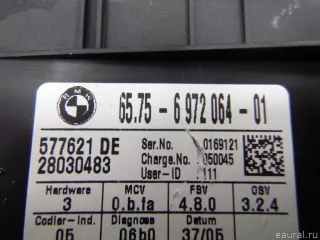 BMW
65.75 - 6 972 064 - 01
577621 DE
28030483
Ser.No. 0169121
Charge.No. 050045
User-ID 111
Hardware MCV FSV OSV
3 0.b.fa 4.8.0 3.2.4
Codier-Ind. Diagnose Datum
05 06b0 37/05
© eaural.ru